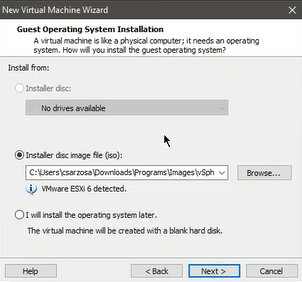 New Virtual Machine Wizard
Guest Operating System Installation
A virtual machine is like a physical computer; it needs an operating
system. How will you install the guest operating system?
Install from:
Installer disc:
No drives available
Installer disc image file (iso):
C:\Users\csarzosa\Downloads\Programs\Images\vSph
Browse...
VMware ESXi 6 detected.
I will install the operating system later.
The virtual machine will be created with a blank hard disk.
Help
< Back
Next >
Cancel